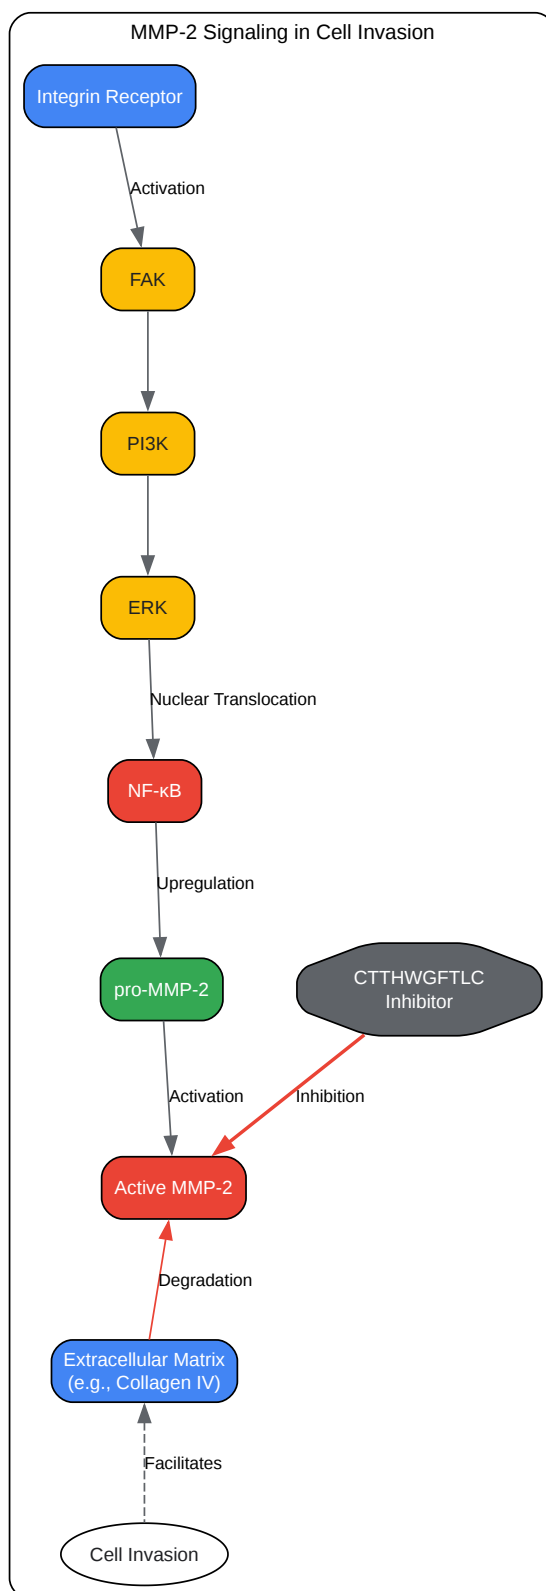 MMP-2 Signaling in Cell Invasion
Integrin Receptor
Activation
FAK
PI3K
ERK
Nuclear Translocation
NF-κB
Upregulation
pro-MMP-2
CTTHWGFTLC
Inhibitor
Activation
Inhibition
Active MMP-2
Degradation
Extracellular Matrix
(e.g., Collagen IV)
Facilitates
Cell Invasion